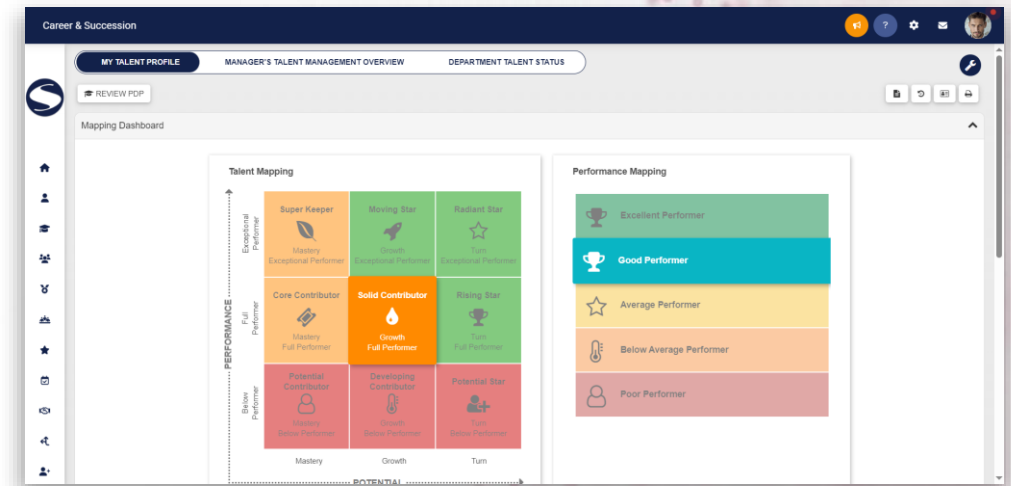 Career & Succession
?
MY TALENT PROFILE
MANAGER'S TALENT MANAGEMENT OVERVIEW
DEPARTMENT TALENT STATUS
REVIEW PDP
Mapping Dashboard
Talent Mapping
PERFORMANCE
Exceptional
Performer
Super Keeper
Mastery
Exceptional Performer
Moving Star
Growth
Exceptional Performer
Radiant Star
Turn
Exceptional Performer
Full
Performer
Core Contributor
Mastery
Full Performer
Solid Contributor
Growth
Full Performer
Rising Star
Turn
Full Performer
Below
Performer
Potential
Contributor
Mastery
Below Performer
Developing
Contributor
Growth
Below Performer
Potential Star
Turn
Below Performer
Mastery
Growth
Turn
POTENTIAL
Performance Mapping
Excellent Performer
Good Performer
Average Performer
Below Average Performer
Poor Performer